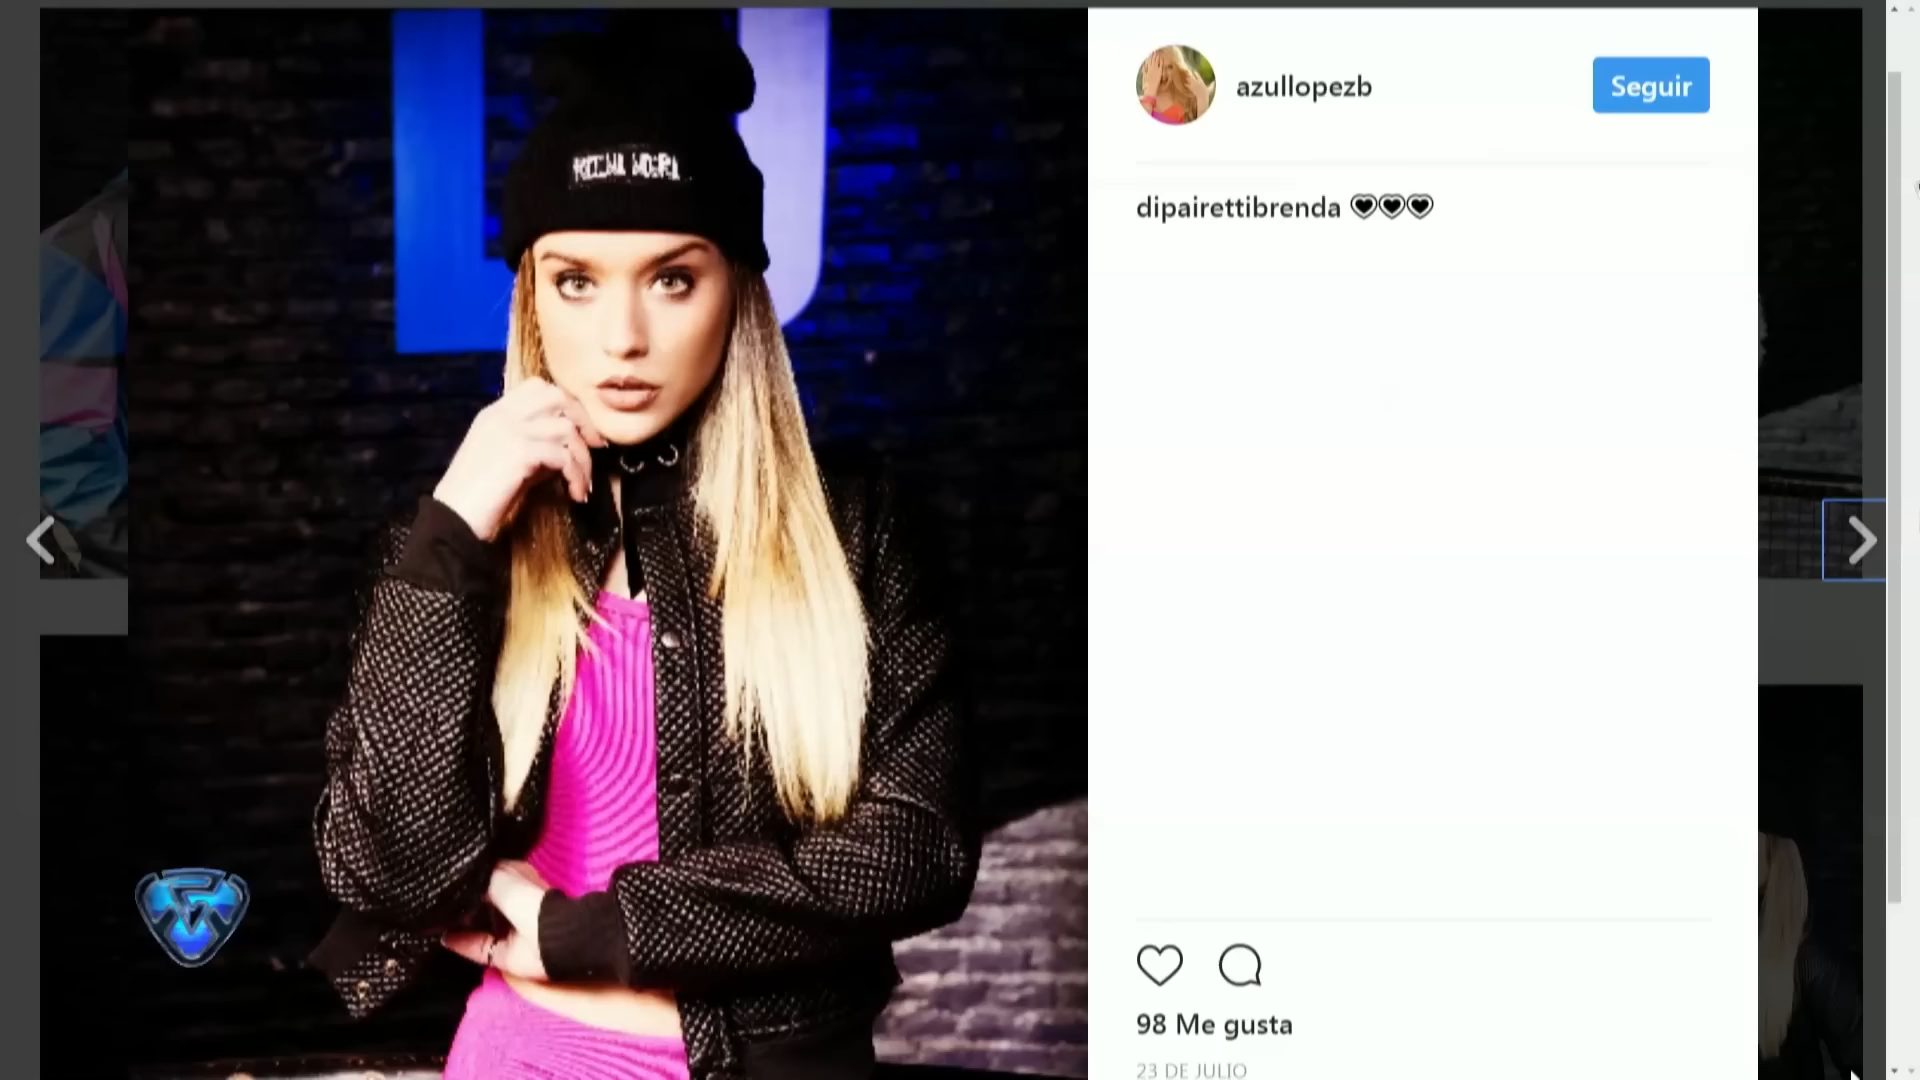 azullopezb
Seguir
dipairettibrenda 🖤🖤🖤
98 Me gusta
23 DE JULIO